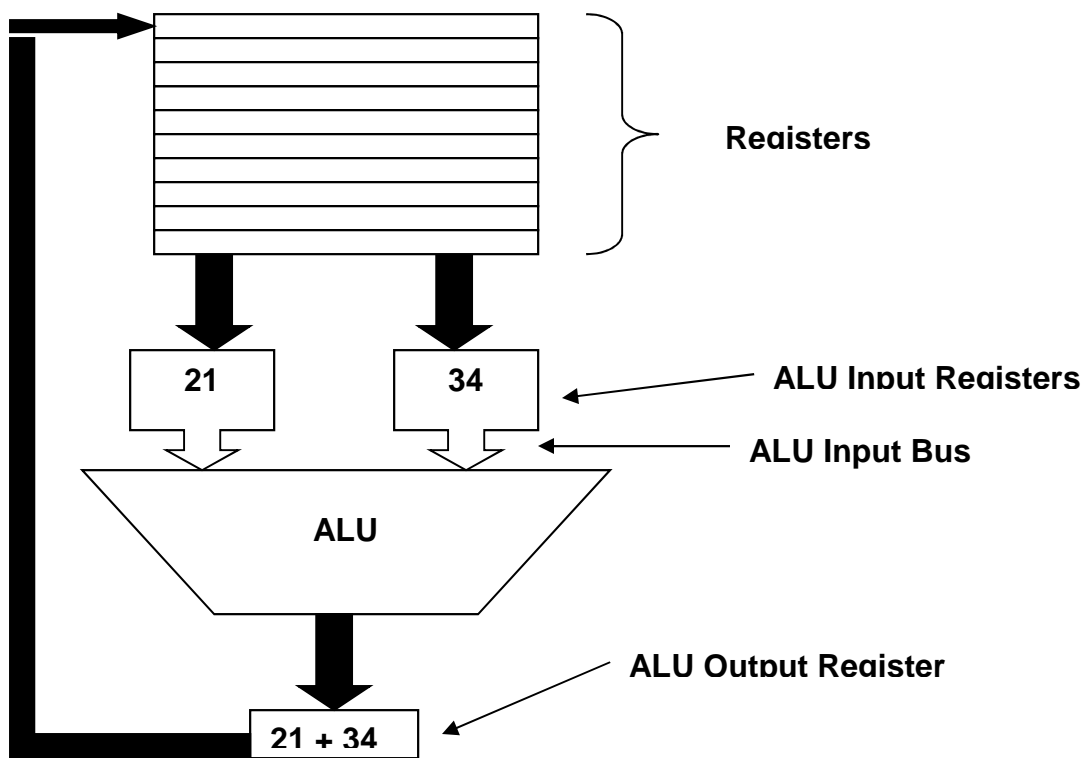 Registers
21
34
ALU Input Registers
ALU Input Bus
ALU
ALU Output Register
21 + 34